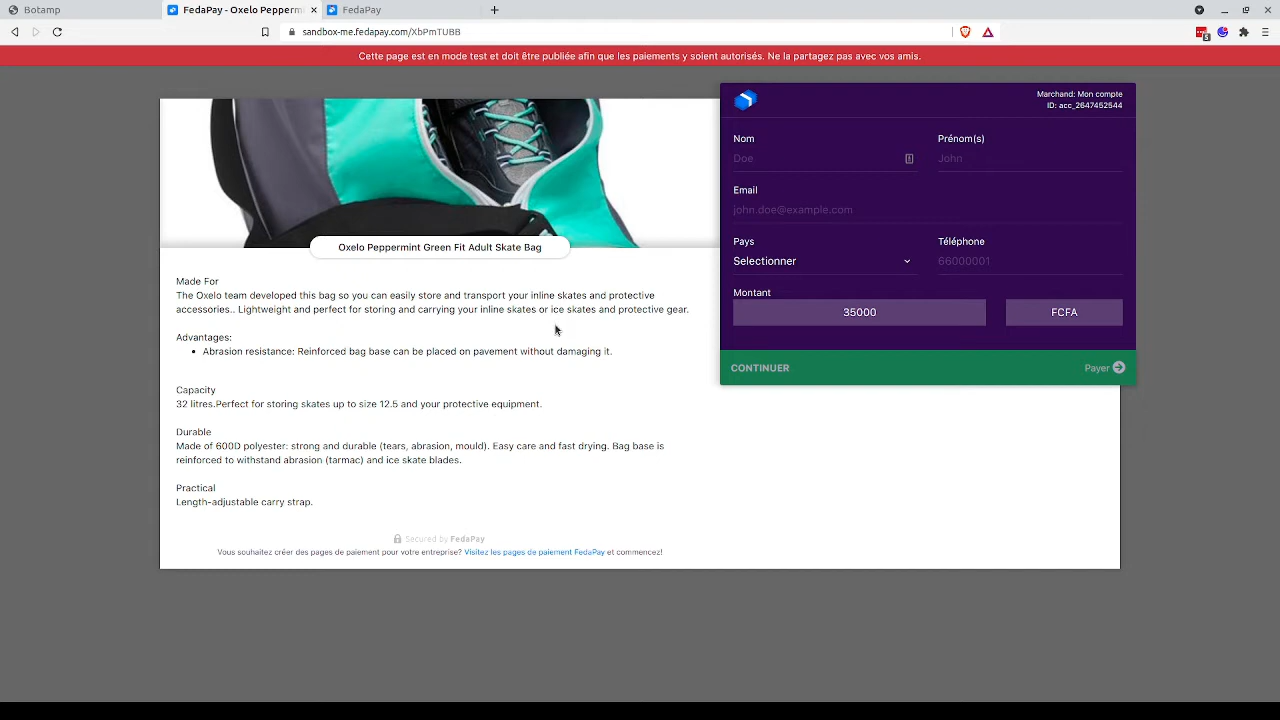 Botamp
FedaPay - Oxelo Pepperm
FedaPay
sandbox-me.fedapay.com/XbPmTUBB
Cette page est en mode test et doit être publiée afin que les paiements y soient autorisés. Ne la partagez pas avec vos amis.
Marchand: Mon compte
ID: acc_2647452544
Nom
Prénom(s)
Doe
John
Email
john.doe@example.com
Pays
Téléphone
Selectionner
66000001
Montant
35000
FCFA
CONTINUER
Payer
Oxelo Peppermint Green Fit Adult Skate Bag
Made For
The Oxelo team developed this bag so you can easily store and transport your inline skates and protective
accessories.. Lightweight and perfect for storing and carrying your inline skates or ice skates and protective gear.
Advantages:
• Abrasion resistance: Reinforced bag base can be placed on pavement without damaging it.
Capacity
32 litres.Perfect for storing skates up to size 12.5 and your protective equipment.
Durable
Made of 600D polyester: strong and durable (tears, abrasion, mould). Easy care and fast drying. Bag base is
reinforced to withstand abrasion (tarmac) and ice skate blades.
Practical
Length-adjustable carry strap.
Secured by FedaPay
Vous souhaitez créer des pages de paiement pour votre entreprise? Visitez les pages de paiement FedaPay et commencez!